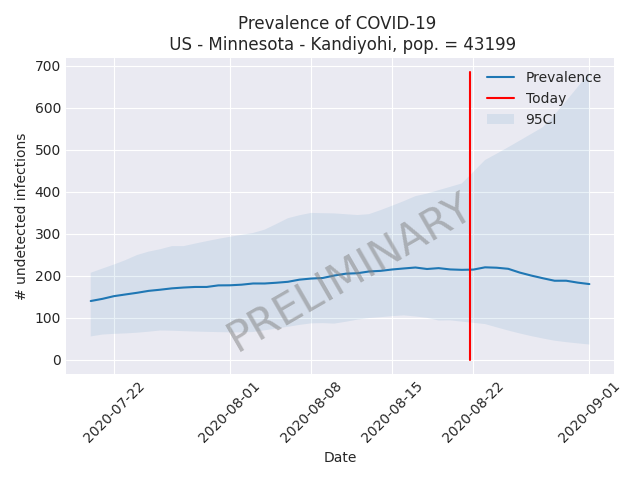 Prevalence of COVID-19
US - Minnesota - Kandiyohi, pop. = 43199
700
600
500
400
300
200
100
0
# undetected infections
Prevalence
Today
95CI
PRELIMINARY
2020-07-22
2020-08-01
2020-08-08
2020-08-15
2020-08-22
2020-09-01
Date